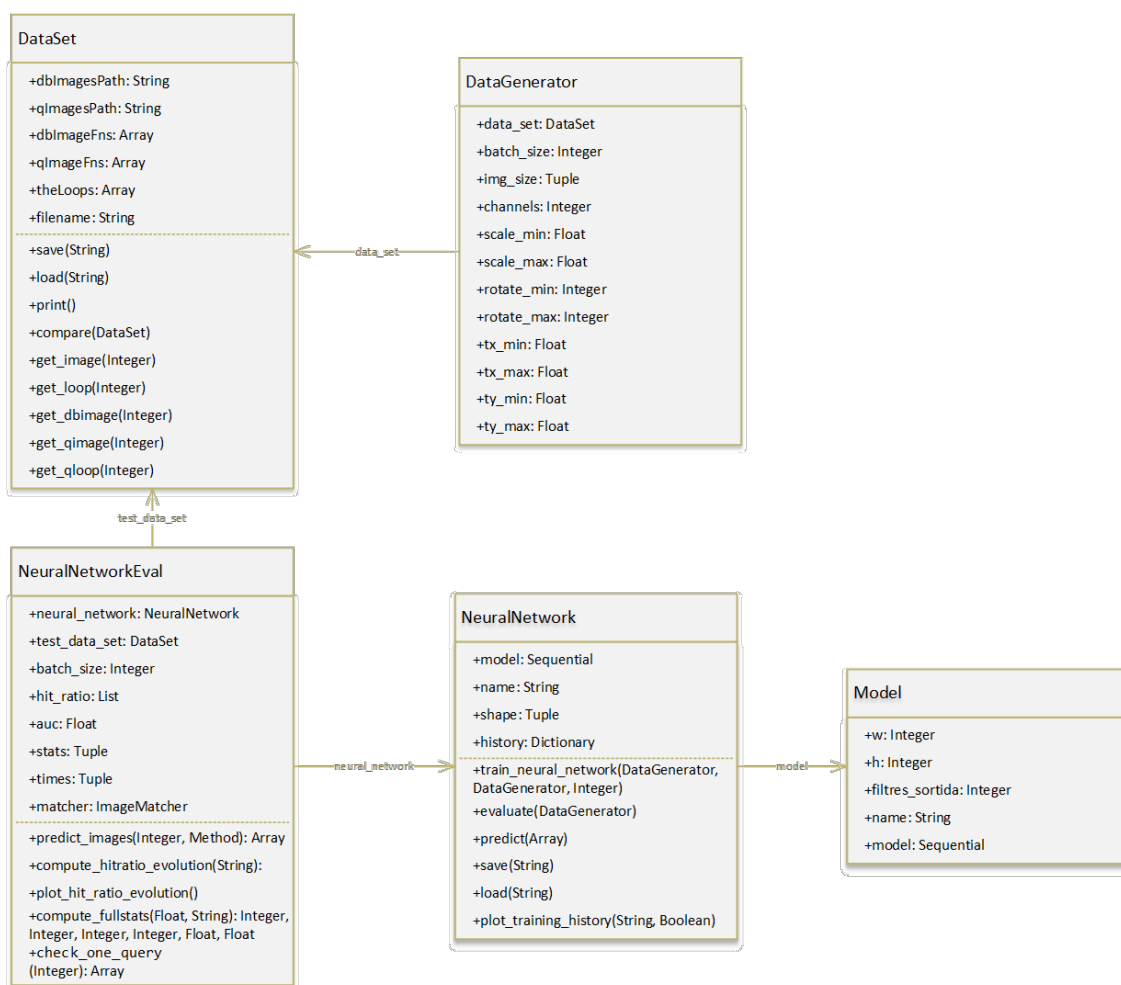 DataSet
+dbImagesPath: String
+qImagesPath: String
+dbImageFns: Array
+qImageFns: Array
+theLoops: Array
+filename: String
+save(String)
+load(String)
+print()
+compare(DataSet)
+get_image(Integer)
+get_loop(Integer)
+get_dbimage(Integer)
+get_qimage(Integer)
+get_qloop(Integer)
data_set
DataGenerator
+data_set: DataSet
+batch_size: Integer
+img_size: Tuple
+channels: Integer
+scale_min: Float
+scale_max: Float
+rotate_min: Integer
+rotate_max: Integer
+tx_min: Float
+tx_max: Float
+ty_min: Float
+ty_max: Float
test_data_set
NeuralNetworkEval
+neural_network: NeuralNetwork
+test_data_set: DataSet
+batch_size: Integer
+hit_ratio: List
+auc: Float
+stats: Tuple
+times: Tuple
+matcher: ImageMatcher
+predict_images(Integer, Method): Array
+compute_hitratio_evolution(String):
+plot_hit_ratio_evolution()
+compute_fullstats(Float, String): Integer,
Integer, Integer, Integer, Float, Float
+check_one_query
(Integer): Array
neural_network
NeuralNetwork
+model: Sequential
+name: String
+shape: Tuple
+history: Dictionary
+train_neural_network(DataGenerator,
DataGenerator, Integer)
+evaluate(DataGenerator)
+predict(Array)
+save(String)
+load(String)
+plot_training_history(String, Boolean)
model
Model
+w: Integer
+h: Integer
+filtres_sortida: Integer
+name: String
+model: Sequential